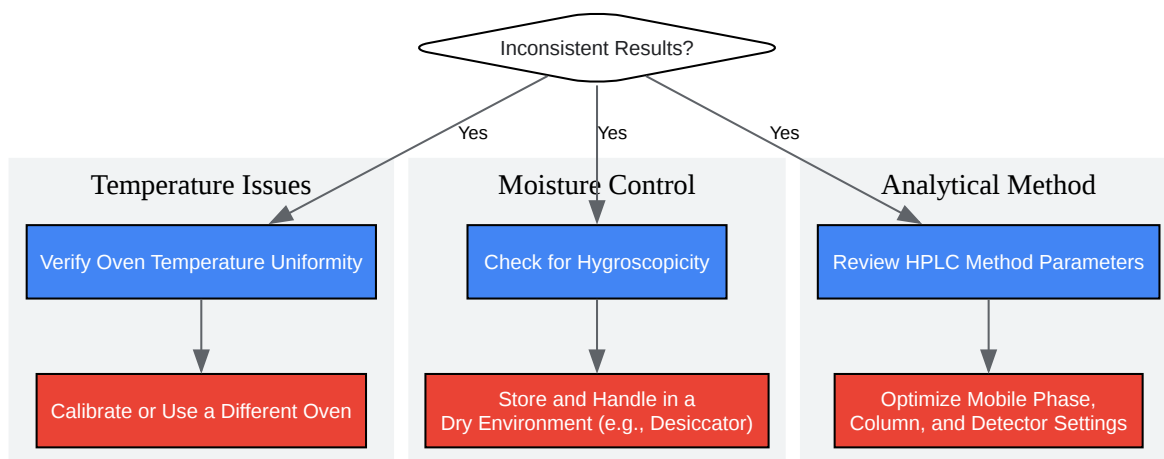 Inconsistent Results?
Yes
Yes
Yes
Temperature Issues
Moisture Control
Analytical Method
Verify Oven Temperature Uniformity
Check for Hygroscopicity
Review HPLC Method Parameters
Calibrate or Use a Different Oven
Store and Handle in a
Dry Environment (e.g., Desiccator)
Optimize Mobile Phase,
Column, and Detector Settings